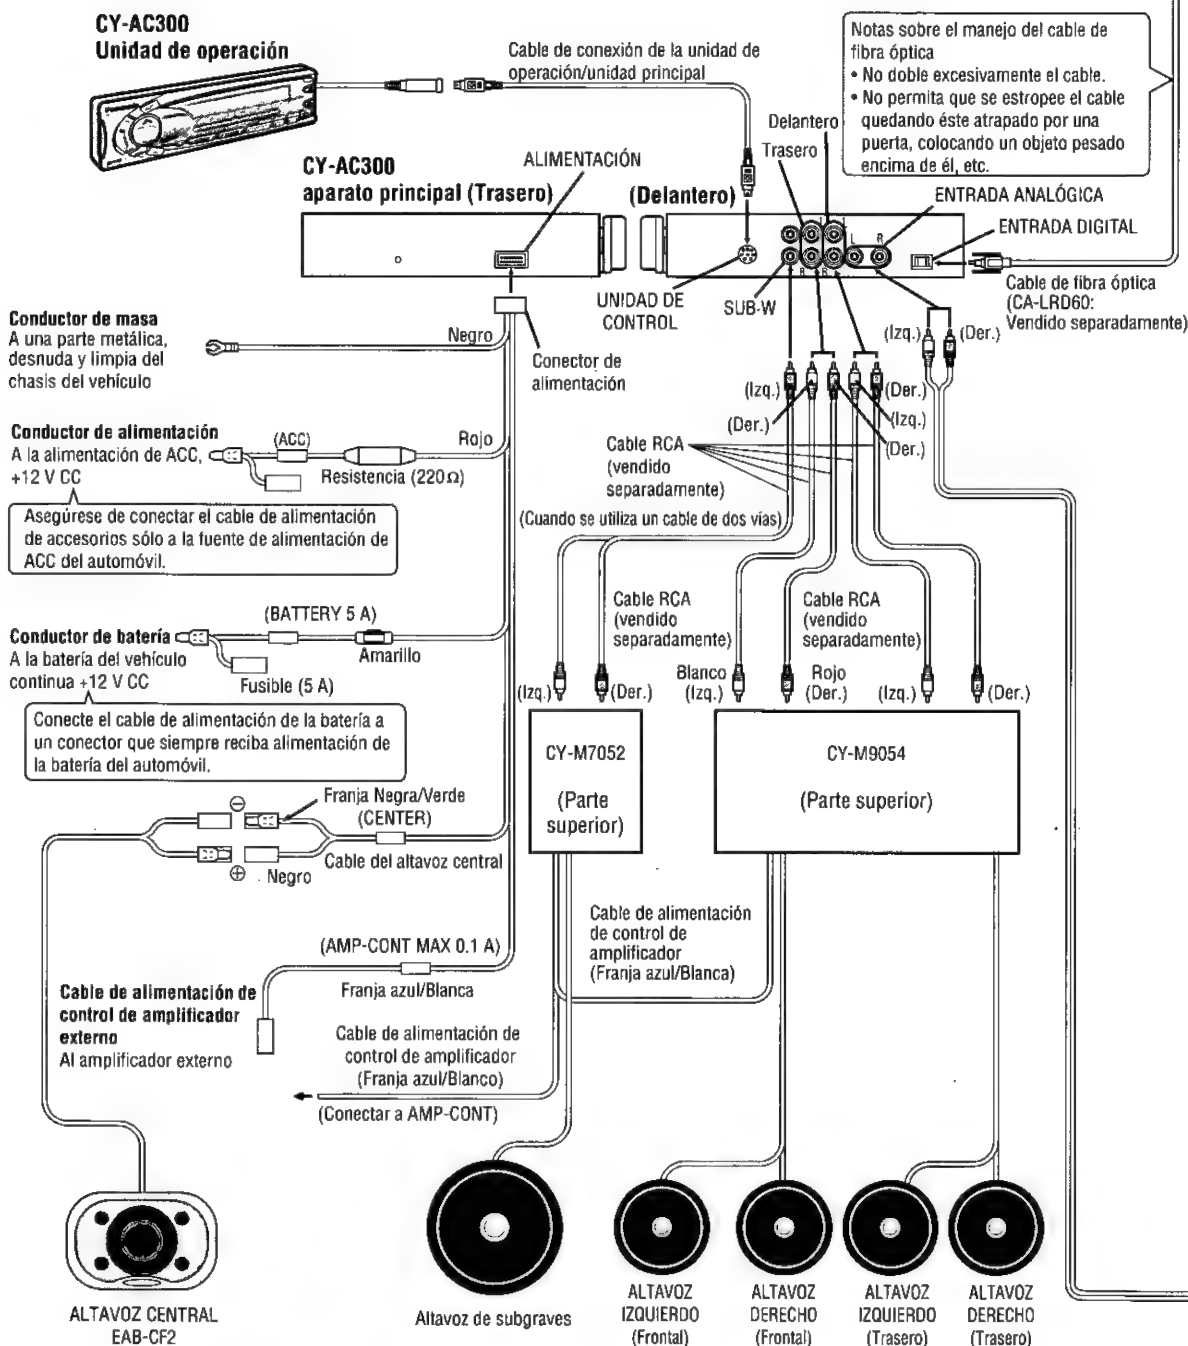 CY-AC300
Unidad de operación
Cable de conexión de la unidad de
operación/unidad principal
Notas sobre el manejo del cable de
fibra óptica
• No doble excesivamente el cable.
• No permita que se estropee el cable
quedando éste atrapado por una
puerta, colocando un objeto pesado
encima de él, etc.
Delantero
Trasero
CY-AC300
aparato principal (Trasero)
ALIMENTACIÓN
(Delantero)
ENTRADA ANALÓGICA
ENTRADA DIGITAL
L
R
R
R
UNIDAD DE
CONTROL
SUB-W
Cable de fibra óptica
(CA-LRD60:
Vendido separadamente)
(Izq.)
(Der.)
Conductor de masa
A una parte metálica,
desnuda y limpia del
chasis del vehículo
Negro
Conector de
alimentación
(Izq.)
(Der.)
(Der.)
(Izq.)
(Der.)
Conductor de alimentación
A la alimentación de ACC,
+12 V CC
(ACC)
Rojo
Resistencia (220Ω)
Cable RCA
(vendido
separadamente)
(Cuando se utiliza un cable de dos vías)
Asegúrese de conectar el cable de alimentación
de accesorios sólo a la fuente de alimentación de
ACC del automóvil.
Conductor de batería
A la batería del vehículo
continua +12 V CC
(BATTERY 5 A)
Amarillo
Fusible (5 A)
Cable RCA
(vendido
separadamente)
Cable RCA
(vendido
separadamente)
Blanco
(Izq.)
Rojo
(Der.)
(Izq.)
(Der.)
(Izq.)
(Der.)
Conecte el cable de alimentación de la batería a
un conector que siempre reciba alimentación de
la batería del automóvil.
CY-M7052
(Parte
superior)
CY-M9054
(Parte superior)
⊖
Franja Negra/Verde
(CENTER)
Cable del altavoz central
⊕
Negro
Cable de alimentación
de control de
amplificador
(Franja azul/Blanca)
(AMP-CONT MAX 0.1 A)
Franja azul/Blanca
Cable de alimentación de
control de amplificador
externo
Al amplificador externo
Cable de alimentación de
control de amplificador
(Franja azul/Blanco)
(Conectar a AMP-CONT)
ALTAVOZ CENTRAL
EAB-CF2
Altavoz de subgraves
ALTAVOZ
IZQUIERDO
(Frontal)
ALTAVOZ
DERECHO
(Frontal)
ALTAVOZ
IZQUIERDO
(Trasero)
ALTAVOZ
DERECHO
(Trasero)